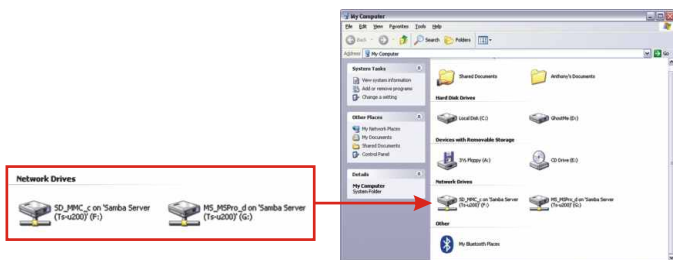 Network Drives
SD_MMC_c on 'Samba Server
(Ts-u200)' (F:)
MS_MSPro_d on 'Samba Server
(Ts-u200)' (G:)
My Computer
File Edit View Favorites Tools Help
Back
Search
Folders
Address
My Computer
Go
System Tasks
View system information
Add or remove programs
Change a setting
Other Places
My Network Places
My Documents
Shared Documents
Control Panel
Details
My Computer
System Folder
Shared Documents
Anthony's Documents
Hard Disk Drives
Local Disk (C:)
GhostMe (D:)
Devices with Removable Storage
3½ Floppy (A:)
CD Drive (E:)
Network Drives
SD_MMC_c on 'Samba Server
(Ts-u200)' (F:)
MS_MSPro_d on 'Samba Server
(Ts-u200)' (G:)
Other
My Bluetooth Places